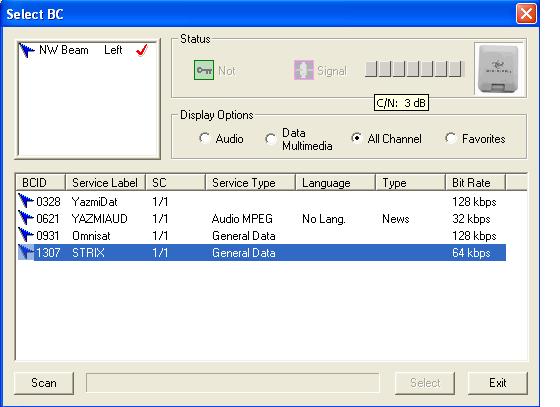 Select BC
NW Beam Left
Status
Not
Signal
C/N: 3 dB
Display Options
Audio
Data Multimedia
All Channel
Favorites
BCID Service Label SC Service Type Language Type Bit Rate
0328 YazmiDat 1/1 128 kbps
0621 YAZMIAUD 1/1 Audio MPEG No Lang. News 32 kbps
0931 Omnisat 1/1 General Data 128 kbps
1307 STRIX 1/1 General Data 64 kbps
Scan Select Exit